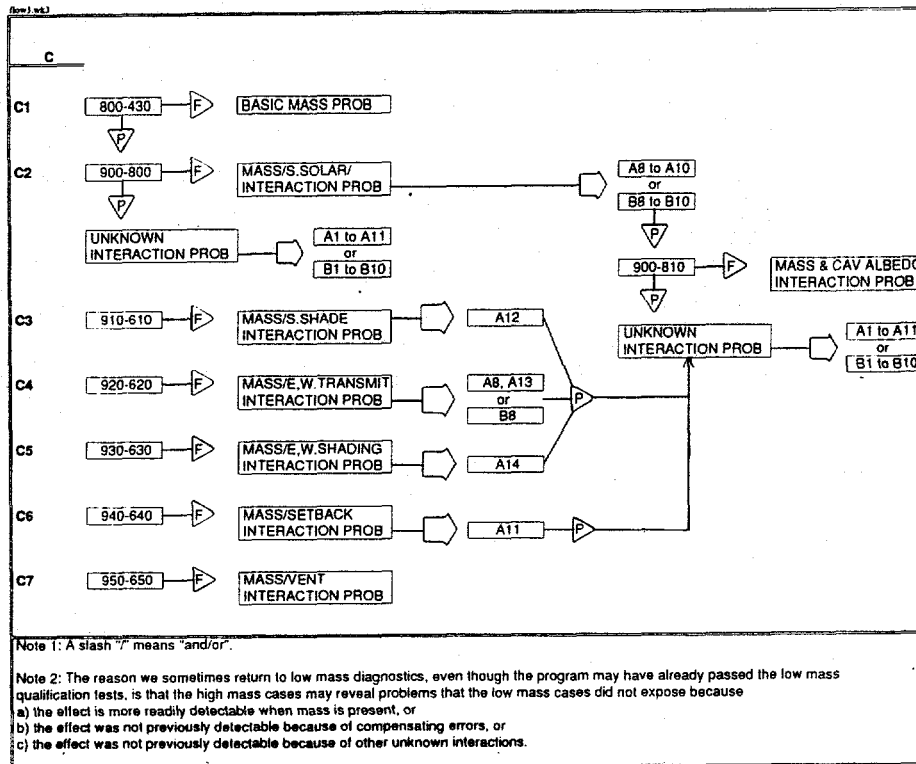 flow3.wk3
C
C1 800-430 F BASIC MASS PROB
P
C2 900-800 F MASS/S.SOLAR/
INTERACTION PROB
A8 to A10
or
B8 to B10
P
P
UNKNOWN
INTERACTION PROB
A1 to A11
or
B1 to B10
900-810 F MASS & CAV ALBEDO
INTERACTION PROB
P
C3 910-610 F MASS/S.SHADE
INTERACTION PROB
A12
UNKNOWN
INTERACTION PROB
A1 to A11
or
B1 to B10
C4 920-620 F MASS/E,W.TRANSMIT
INTERACTION PROB
A8, A13
or
B8
P
C5 930-630 F MASS/E,W.SHADING
INTERACTION PROB
A14
C6 940-640 F MASS/SETBACK
INTERACTION PROB
A11 P
C7 950-650 F MASS/VENT
INTERACTION PROB
Note 1: A slash "/" means "and/or".
Note 2: The reason we sometimes return to low mass diagnostics, even though the program may have already passed the low mass
qualification tests, is that the high mass cases may reveal problems that the low mass cases did not expose because
a) the effect is more readily detectable when mass is present, or
b) the effect was not previously detectable because of compensating errors, or
c) the effect was not previously detectable because of other unknown interactions.